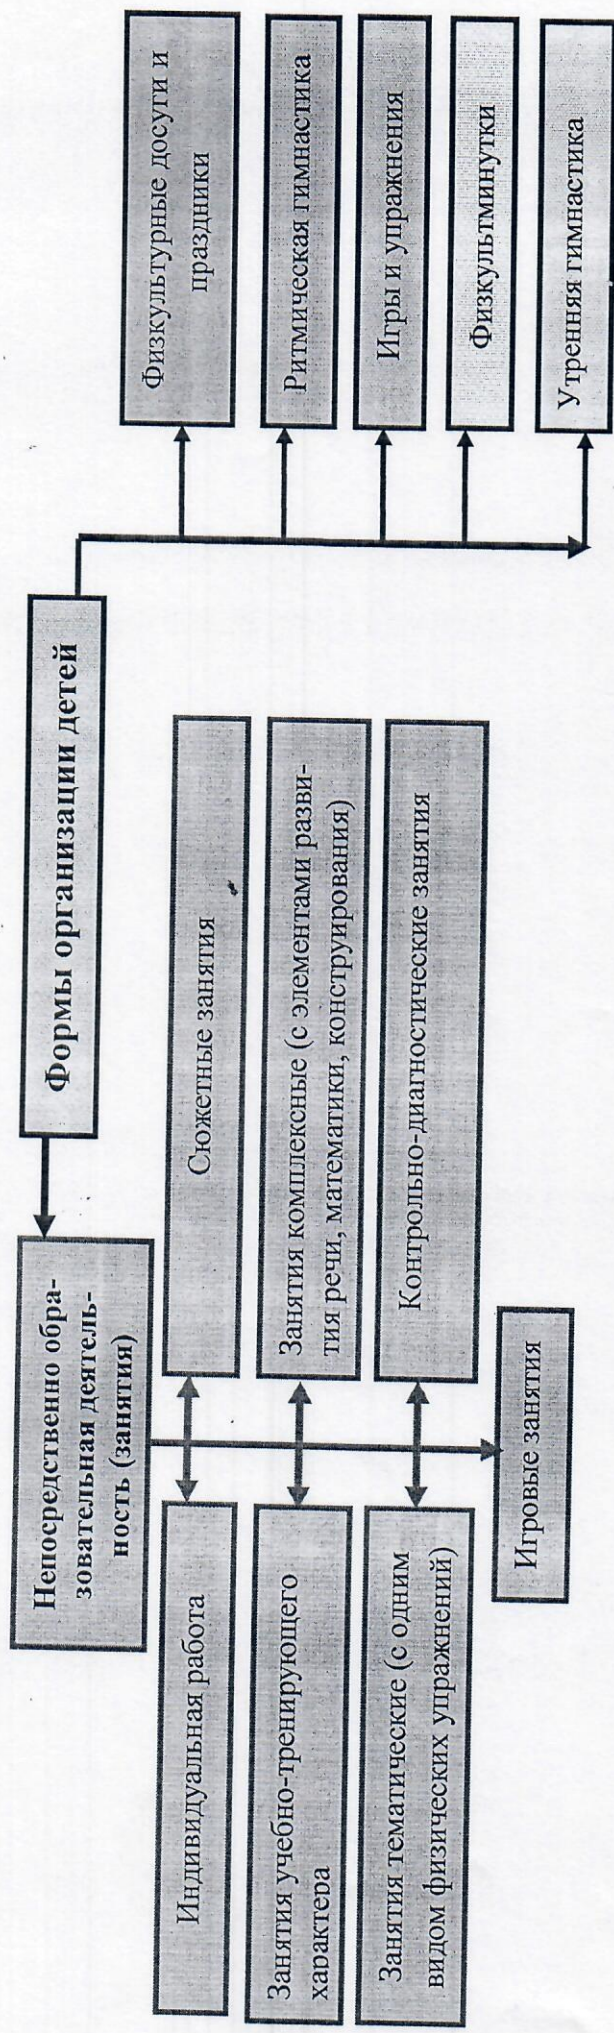 Формы организации детей
Непосредственно обра-
зовательная деятель-
ность (занятия)
Индивидуальная работа
Занятия учебно-тренирующего
характера
Занятия тематические (с одним
видом физических упражнений)
Сюжетные занятия
Занятия комплексные (с элементами разви-
тия речи, математики, конструирования)
Контрольно-диагностические занятия
Игровые занятия
Физкультурные досуги и
праздники
Ритмическая гимнастика
Игры и упражнения
Физкультминутки
Утренняя гимнастика